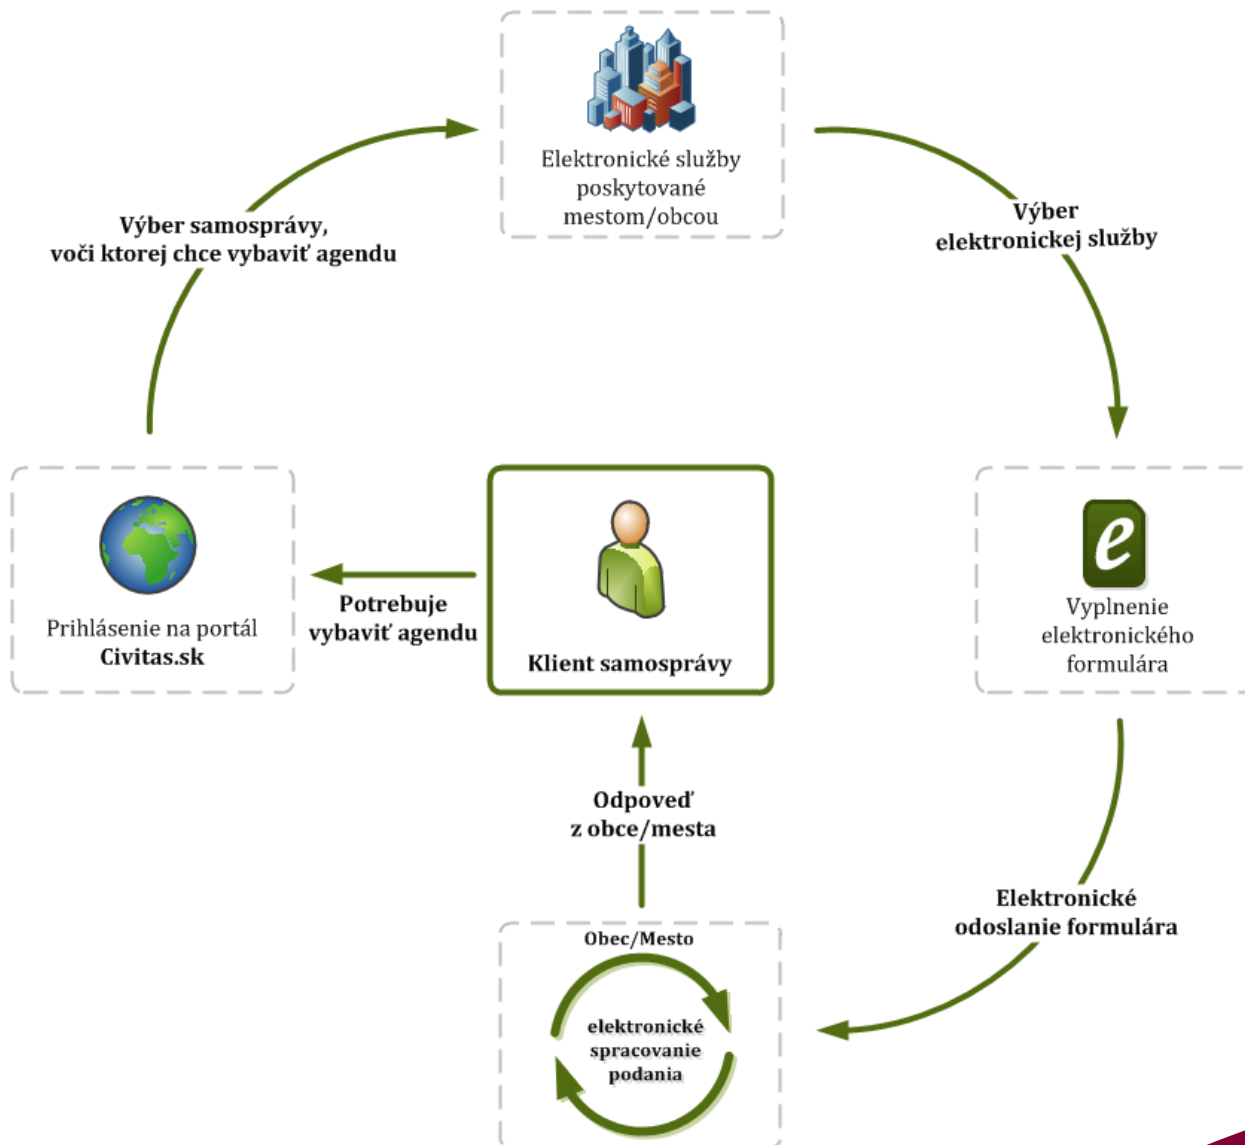 Elektronické služby
poskytované
mestom/obcou
Výber samosprávy,
voči ktorej chce vybaviť agendu
Výber
elektronickej služby
Prihlásenie na portál
Civitas.sk
Potrebuje
vybaviť agendu
Klient samosprávy
e
Vyplnenie
elektronického
formulára
Odpoveď
z obce/mesta
Elektronické
odoslanie formulára
Obec/Mesto
elektronické
spracovanie
podania